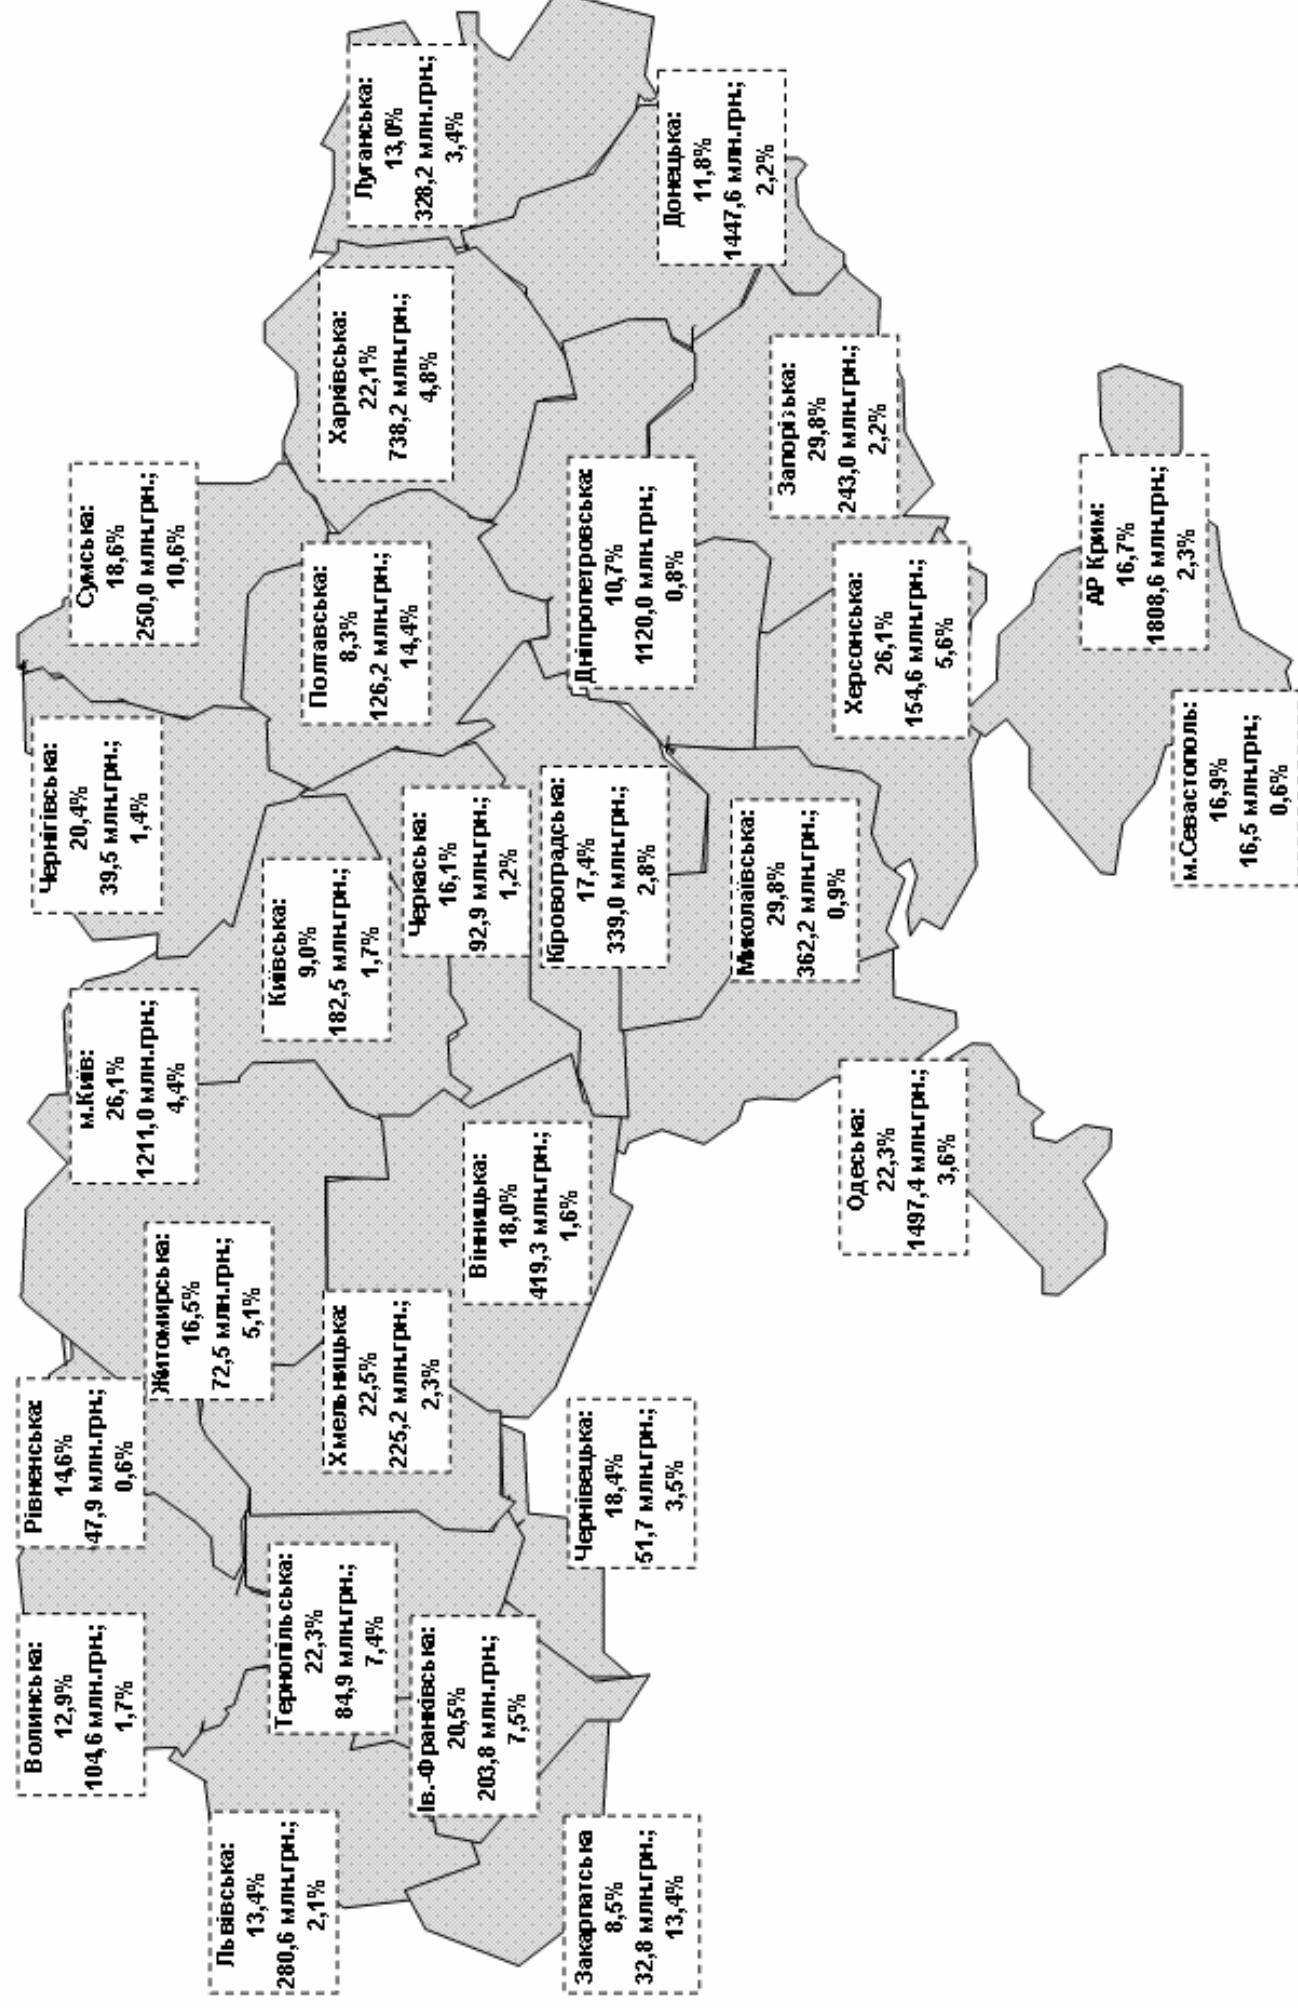 Волинська:
12,9%
104,6 млн.грн.;
1,7%
Рівненська:
14,6%
47,9 млн.грн.;
0,6%
Житомирська:
16,5%
72,5 млн.грн.;
5,1%
м.Київ:
26,1%
1211,0 млн.грн.;
4,4%
Чернігівська:
20,4%
39,5 млн.грн.;
1,4%
Сумська:
18,6%
250,0 млн.грн.;
10,6%
Львівська:
13,4%
280,6 млн.грн.;
2,1%
Тернопільська:
22,3%
84,9 млн.грн.;
7,4%
Хмельницька:
22,5%
225,2 млн.грн.;
2,3%
Київська:
9,0%
182,5 млн.грн.;
1,7%
Полтавська:
8,3%
126,2 млн.грн.;
14,4%
Харківська:
22,1%
738,2 млн.грн.;
4,8%
Луганська:
13,0%
328,2 млн.грн.;
3,4%
Ів.-Франківська:
20,5%
203,8 млн.грн.;
7,5%
Вінницька:
18,0%
419,3 млн.грн.;
1,6%
Черкаська:
16,1%
92,9 млн.грн.;
1,2%
Закарпатська
8,5%
32,8 млн.грн.;
13,4%
Чернівецька:
18,4%
51,7 млн.грн.;
3,5%
Кіровоградська:
17,4%
339,0 млн.грн.;
2,8%
Дніпропетровська:
10,7%
1120,0 млн.грн.;
0,8%
Донецька:
11,8%
1447,6 млн.грн.;
2,2%
Миколаївська:
29,8%
362,2 млн.грн.;
0,9%
Запорізька:
29,8%
243,0 млн.грн.;
2,2%
Одеська:
22,3%
1497,4 млн.грн.;
3,6%
Херсонська:
26,1%
154,6 млн.грн.;
5,6%
АР Крим:
16,7%
1808,6 млн.грн.;
2,3%
м.Севастополь:
16,9%
16,5 млн.грн.;
0,6%